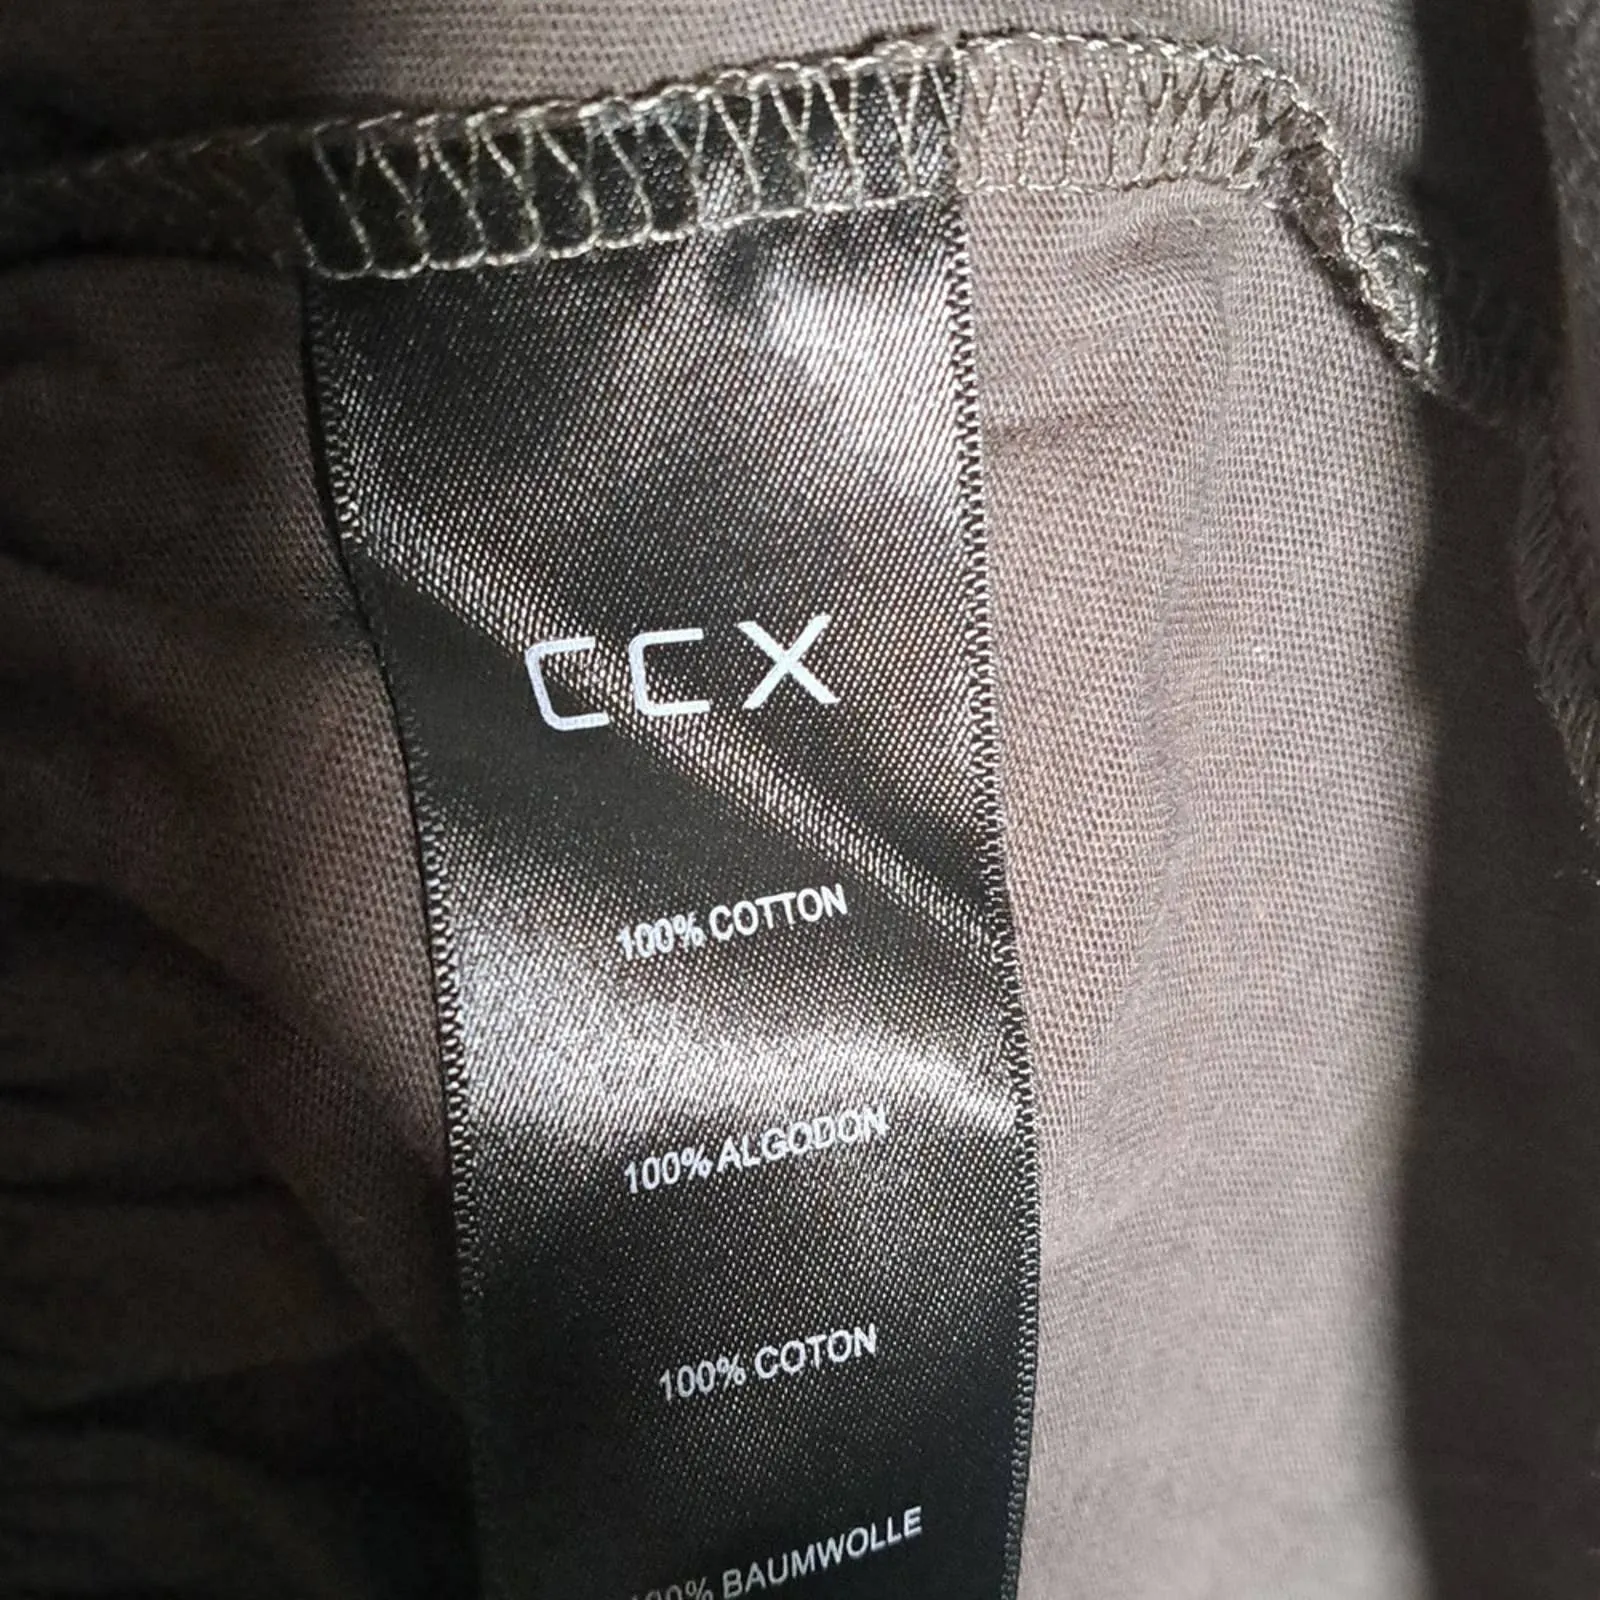 CCX
100% COTTON
100% ALGODON
100% COTON
100% BAUMWOLLE